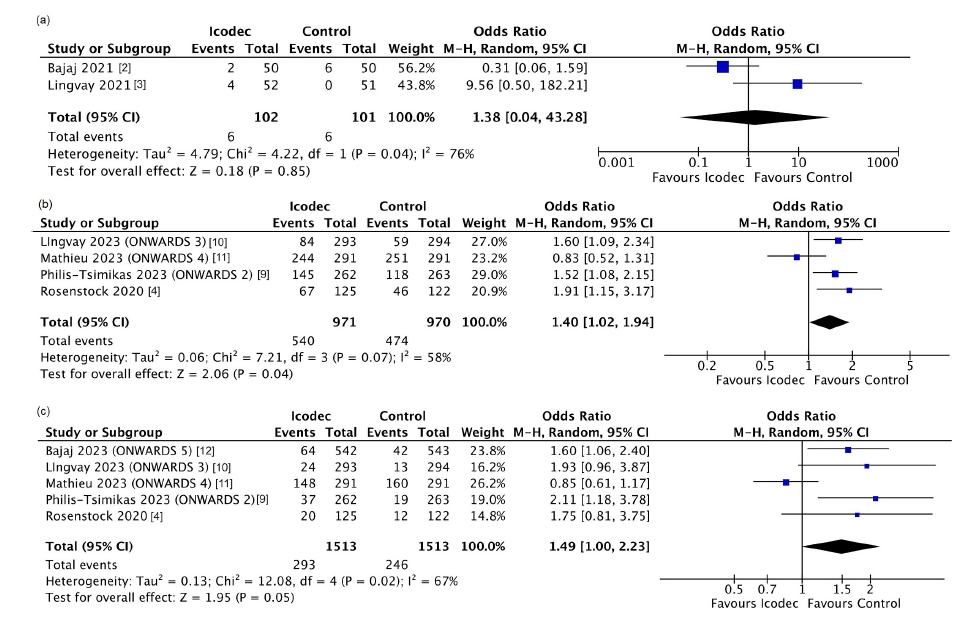 (a)
Icodec Control Odds Ratio Odds Ratio
Study or Subgroup Events Total Events Total Weight M-H, Random, 95% CI M-H, Random, 95% CI
Bajaj 2021 [2] 2 50 6 50 56.2% 0.31 [0.06, 1.59]
Lingvay 2021 [3] 4 52 0 51 43.8% 9.56 [0.50, 182.21]
Total (95% CI) 102 101 100.0% 1.38 [0.04, 43.28]
Total events 6 6
Heterogeneity: Tau² = 4.79; Chi² = 4.22, df = 1 (P = 0.04); I² = 76%
Test for overall effect: Z = 0.18 (P = 0.85)
0.001 0.1 1 10 1000
Favours Icodec Favours Control
(b)
Icodec Control Odds Ratio Odds Ratio
Study or Subgroup Events Total Events Total Weight M-H, Random, 95% CI M-H, Random, 95% CI
LIngvay 2023 (ONWARDS 3) [10] 84 293 59 294 27.0% 1.60 [1.09, 2.34]
Mathieu 2023 (ONWARDS 4) [11] 244 291 251 291 23.2% 0.83 [0.52, 1.31]
Philis-Tsimikas 2023 (ONWARDS 2) [9] 145 262 118 263 29.0% 1.52 [1.08, 2.15]
Rosenstock 2020 [4] 67 125 46 122 20.9% 1.91 [1.15, 3.17]
Total (95% CI) 971 970 100.0% 1.40 [1.02, 1.94]
Total events 540 474
Heterogeneity: Tau² = 0.06; Chi² = 7.21, df = 3 (P = 0.07); I² = 58%
Test for overall effect: Z = 2.06 (P = 0.04)
0.2 0.5 1 2 5
Favours Icodec Favours Control
(c)
Icodec Control Odds Ratio Odds Ratio
Study or Subgroup Events Total Events Total Weight M-H, Random, 95% CI M-H, Random, 95% CI
Bajaj 2023 (ONWARDS 5) [12] 64 542 42 543 23.8% 1.60 [1.06, 2.40]
LIngvay 2023 (ONWARDS 3) [10] 24 293 13 294 16.2% 1.93 [0.96, 3.87]
Mathieu 2023 (ONWARDS 4) [11] 148 291 160 291 26.2% 0.85 [0.61, 1.17]
Philis-Tsimikas 2023 (ONWARDS 2)[9] 37 262 19 263 19.0% 2.11 [1.18, 3.78]
Rosenstock 2020 [4] 20 125 12 122 14.8% 1.75 [0.81, 3.75]
Total (95% CI) 1513 1513 100.0% 1.49 [1.00, 2.23]
Total events 293 246
Heterogeneity: Tau² = 0.13; Chi² = 12.08, df = 4 (P = 0.02); I² = 67%
Test for overall effect: Z = 1.95 (P = 0.05)
0.5 0.7 1 1.5 2
Favours Icodec Favours Control